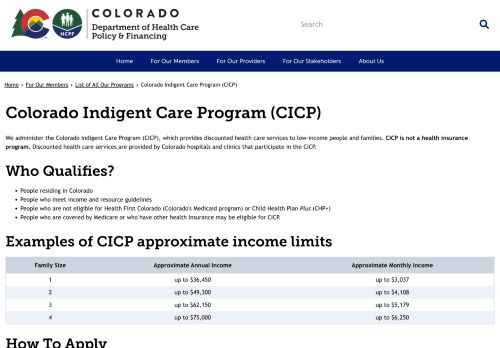 COLORADO
Department of Health Care
Policy & Financing
HCPF
Search
Home
For Our Members
For Our Providers
For Our Stakeholders
About Us
Home › For Our Members › List of All Our Programs › Colorado Indigent Care Program (CICP)
Colorado Indigent Care Program (CICP)
We administer the Colorado Indigent Care Program (CICP), which provides discounted health care services to low-income people and families. CICP is not a health insurance
program. Discounted health care services are provided by Colorado hospitals and clinics that participate in the CICP.
Who Qualifies?
• People residing in Colorado
• People who meet income and resource guidelines
• People who are not eligible for Health First Colorado (Colorado's Medicaid program) or Child Health Plan Plus (CHP+)
• People who are covered by Medicare or who have other health insurance may be eligible for CICP.
Examples of CICP approximate income limits
Family Size Approximate Annual Income Approximate Monthly Income
1 up to $36,450 up to $3,037
2 up to $49,300 up to $4,108
3 up to $62,150 up to $5,179
4 up to $75,000 up to $6,250
How To Apply